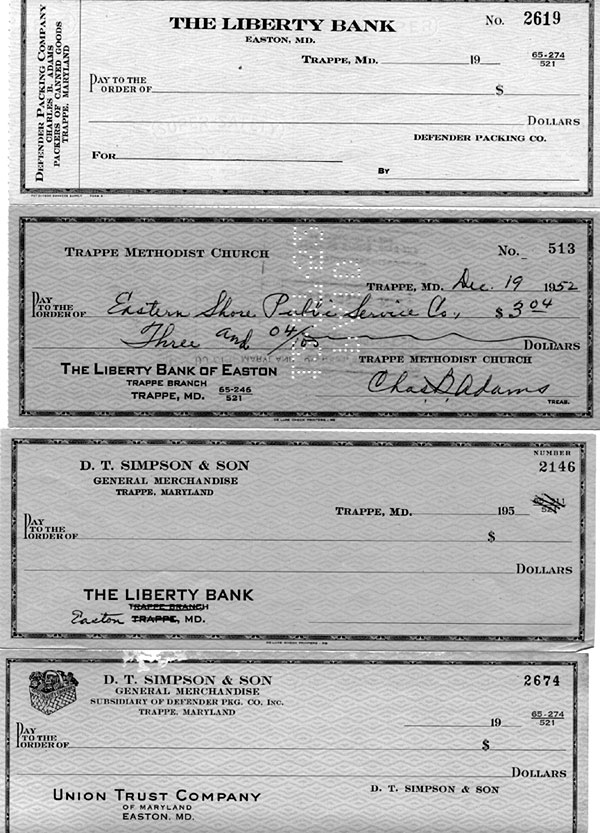 DEFENDER PACKING COMPANY
CHARLES B. ADAMS
PACKERS OF CANNED GOODS
TRAPPE, MARYLAND
THE LIBERTY BANK
EASTON, MD.
No. 2619
TRAPPE, MD. 19
65-274
521
PAY TO THE
ORDER OF $
DOLLARS
DEFENDER PACKING CO.
FOR
BY
TRAPPE METHODIST CHURCH
No. 513
TRAPPE, MD. Dec. 19 1952
PAY
TO THE
ORDER OF Eastern Shore Public Service Co, $ 3 04
Three and 04/100 DOLLARS
THE LIBERTY BANK OF EASTON
TRAPPE BRANCH
TRAPPE, MD.
65-246
521
TRAPPE METHODIST CHURCH
Chas B Adams
TREAS.
D. T. SIMPSON & SON
GENERAL MERCHANDISE
TRAPPE, MARYLAND
NUMBER
2146
TRAPPE, MD. 195
PAY
TO THE
ORDER OF $
DOLLARS
THE LIBERTY BANK
TRAPPE BRANCH
Easton TRAPPE, MD.
D. T. SIMPSON & SON
GENERAL MERCHANDISE
SUBSIDIARY OF DEFENDER PKG. CO. INC.
TRAPPE, MARYLAND
2674
19
65-274
521
PAY
TO THE
ORDER OF $
DOLLARS
UNION TRUST COMPANY
OF MARYLAND
EASTON, MD.
D. T. SIMPSON & SON